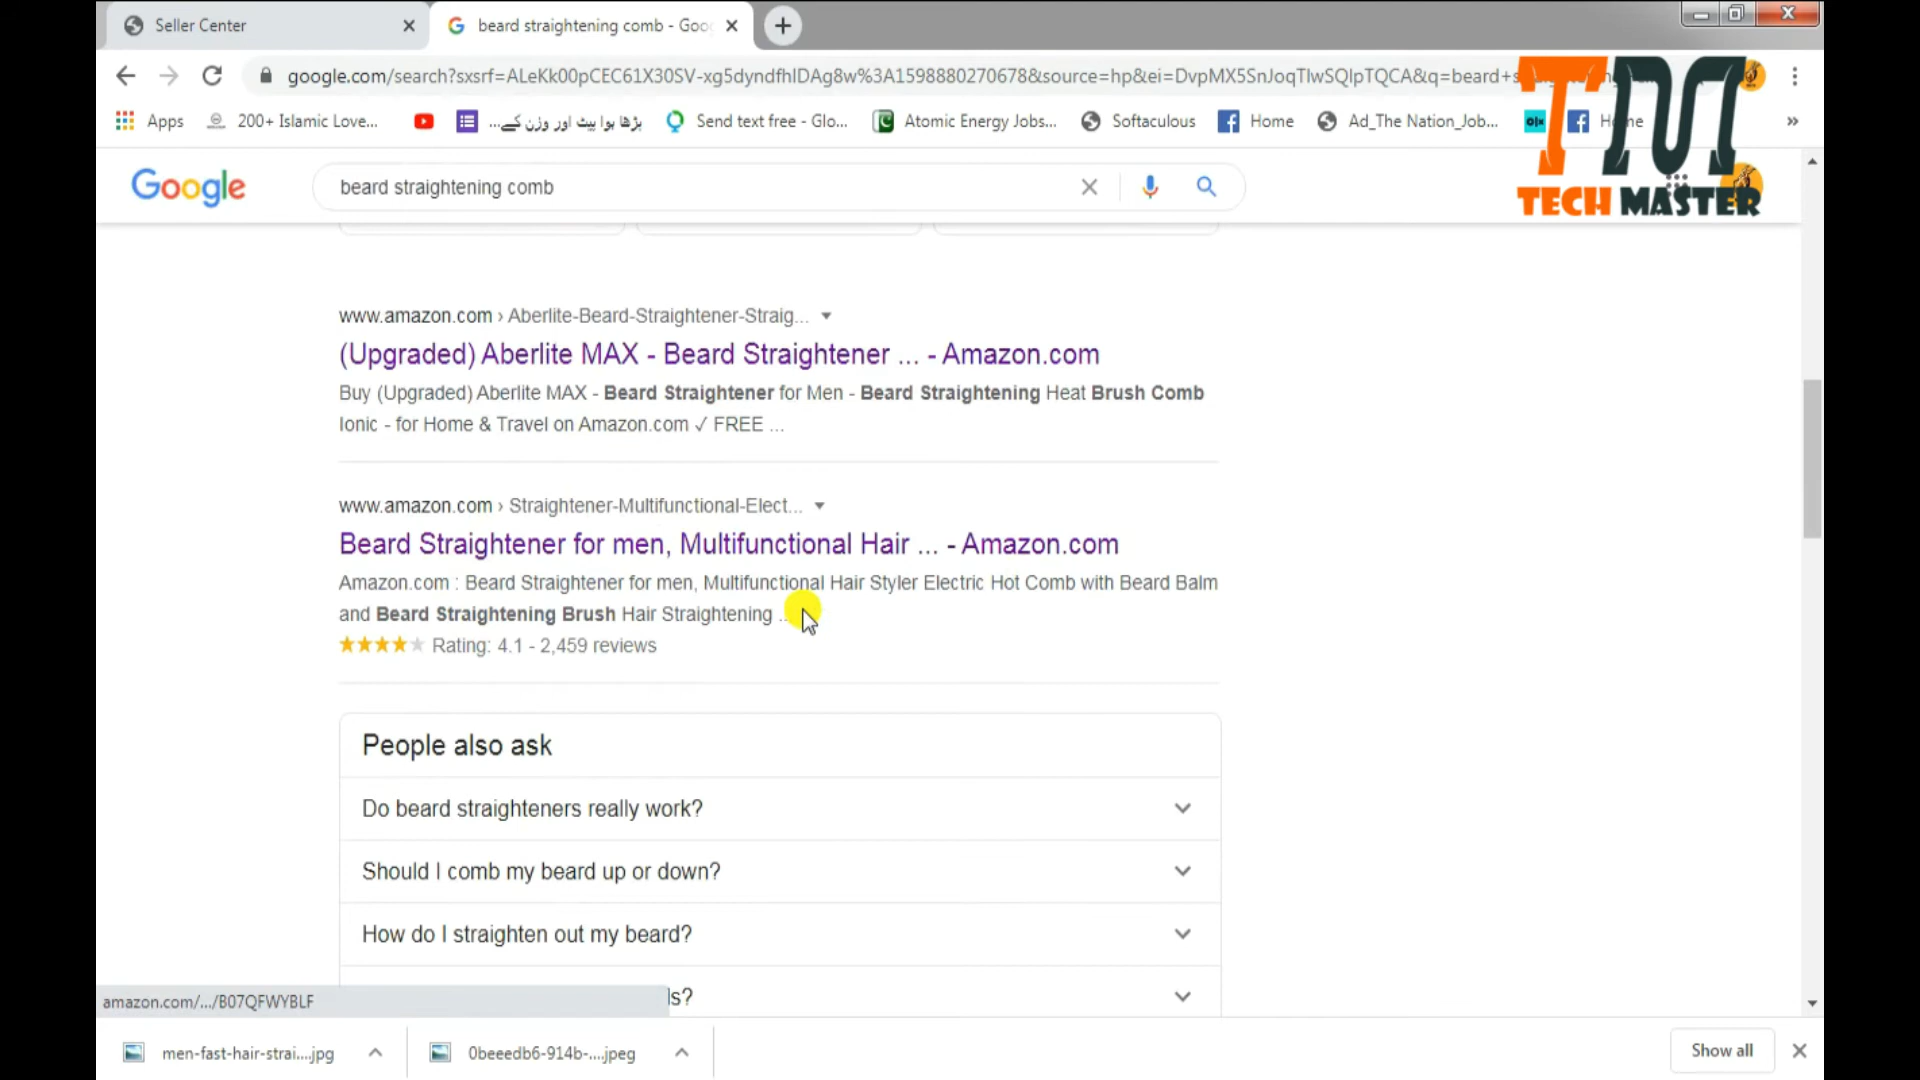 Seller Center
beard straightening comb - Goo
google.com/search?sxsrf=ALeKk00pCEC61X30SV-xg5dyndfhlDAg8w%3A1598880270678&source=hp&ei=DvpMX5SnJoqTlwSQlpTQCA&q=beard+s
Apps
200+ Islamic Love...
بڑھا ہوا پیٹ اور وزن کے...
Send text free - Glo...
Atomic Energy Jobs...
Softaculous
Home
Ad_The Nation_Job...
olx
Home
»
TM
TECH MASTER
Google
beard straightening comb
www.amazon.com › Aberlite-Beard-Straightener-Straig...
(Upgraded) Aberlite MAX - Beard Straightener ... - Amazon.com
Buy (Upgraded) Aberlite MAX - Beard Straightener for Men - Beard Straightening Heat Brush Comb
Ionic - for Home & Travel on Amazon.com ✓ FREE ...
www.amazon.com › Straightener-Multifunctional-Elect...
Beard Straightener for men, Multifunctional Hair ... - Amazon.com
Amazon.com : Beard Straightener for men, Multifunctional Hair Styler Electric Hot Comb with Beard Balm
and Beard Straightening Brush Hair Straightening ...
Rating: 4.1 - 2,459 reviews
People also ask
Do beard straighteners really work?
Should I comb my beard up or down?
How do I straighten out my beard?
ls?
amazon.com/.../B07QFWYBLF
men-fast-hair-strai....jpg
0beeedb6-914b-....jpeg
Show all